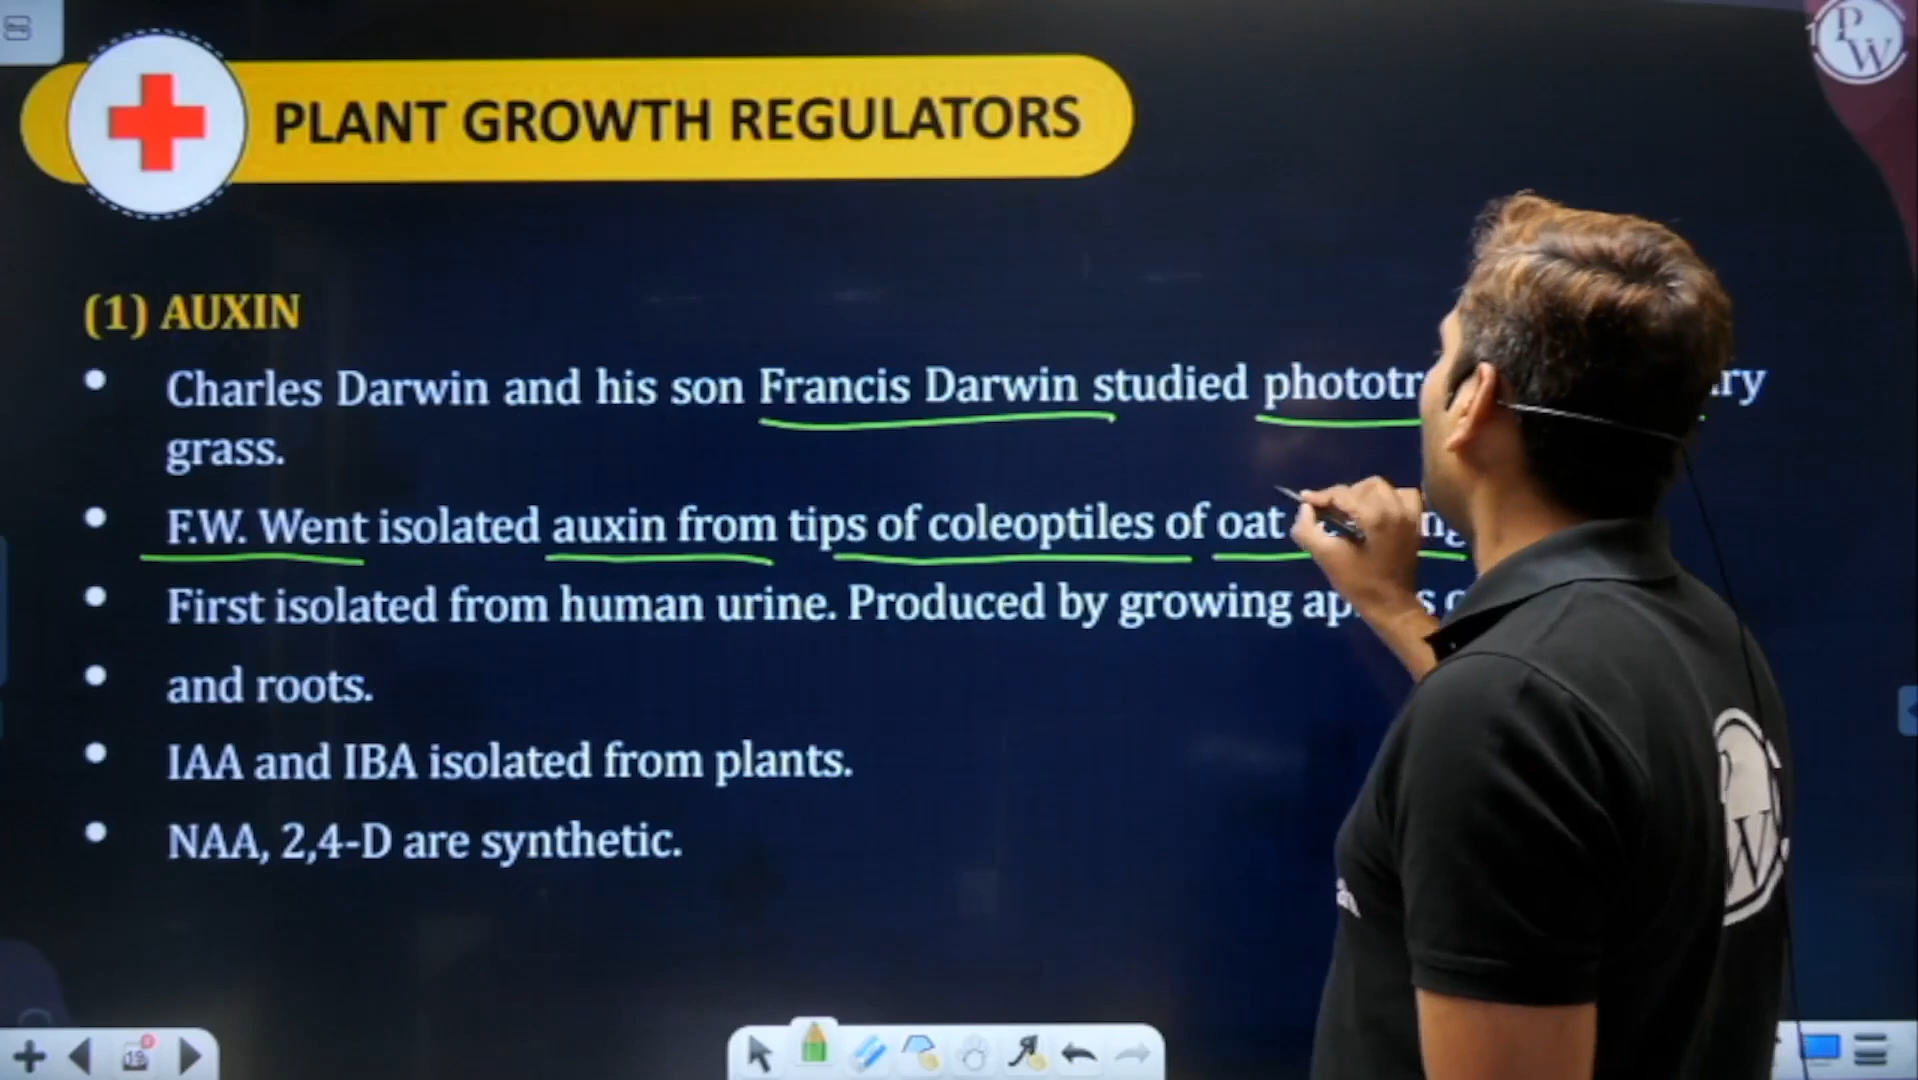 PW
PLANT GROWTH REGULATORS
(1) AUXIN
• Charles Darwin and his son Francis Darwin studied
grass.
• F.W. Went isolated auxin from tips of coleoptiles of oat
• First isolated from human urine. Produced by growing
• and roots.
• IAA and IBA isolated from plants.
• NAA, 2,4-D are synthetic.
19